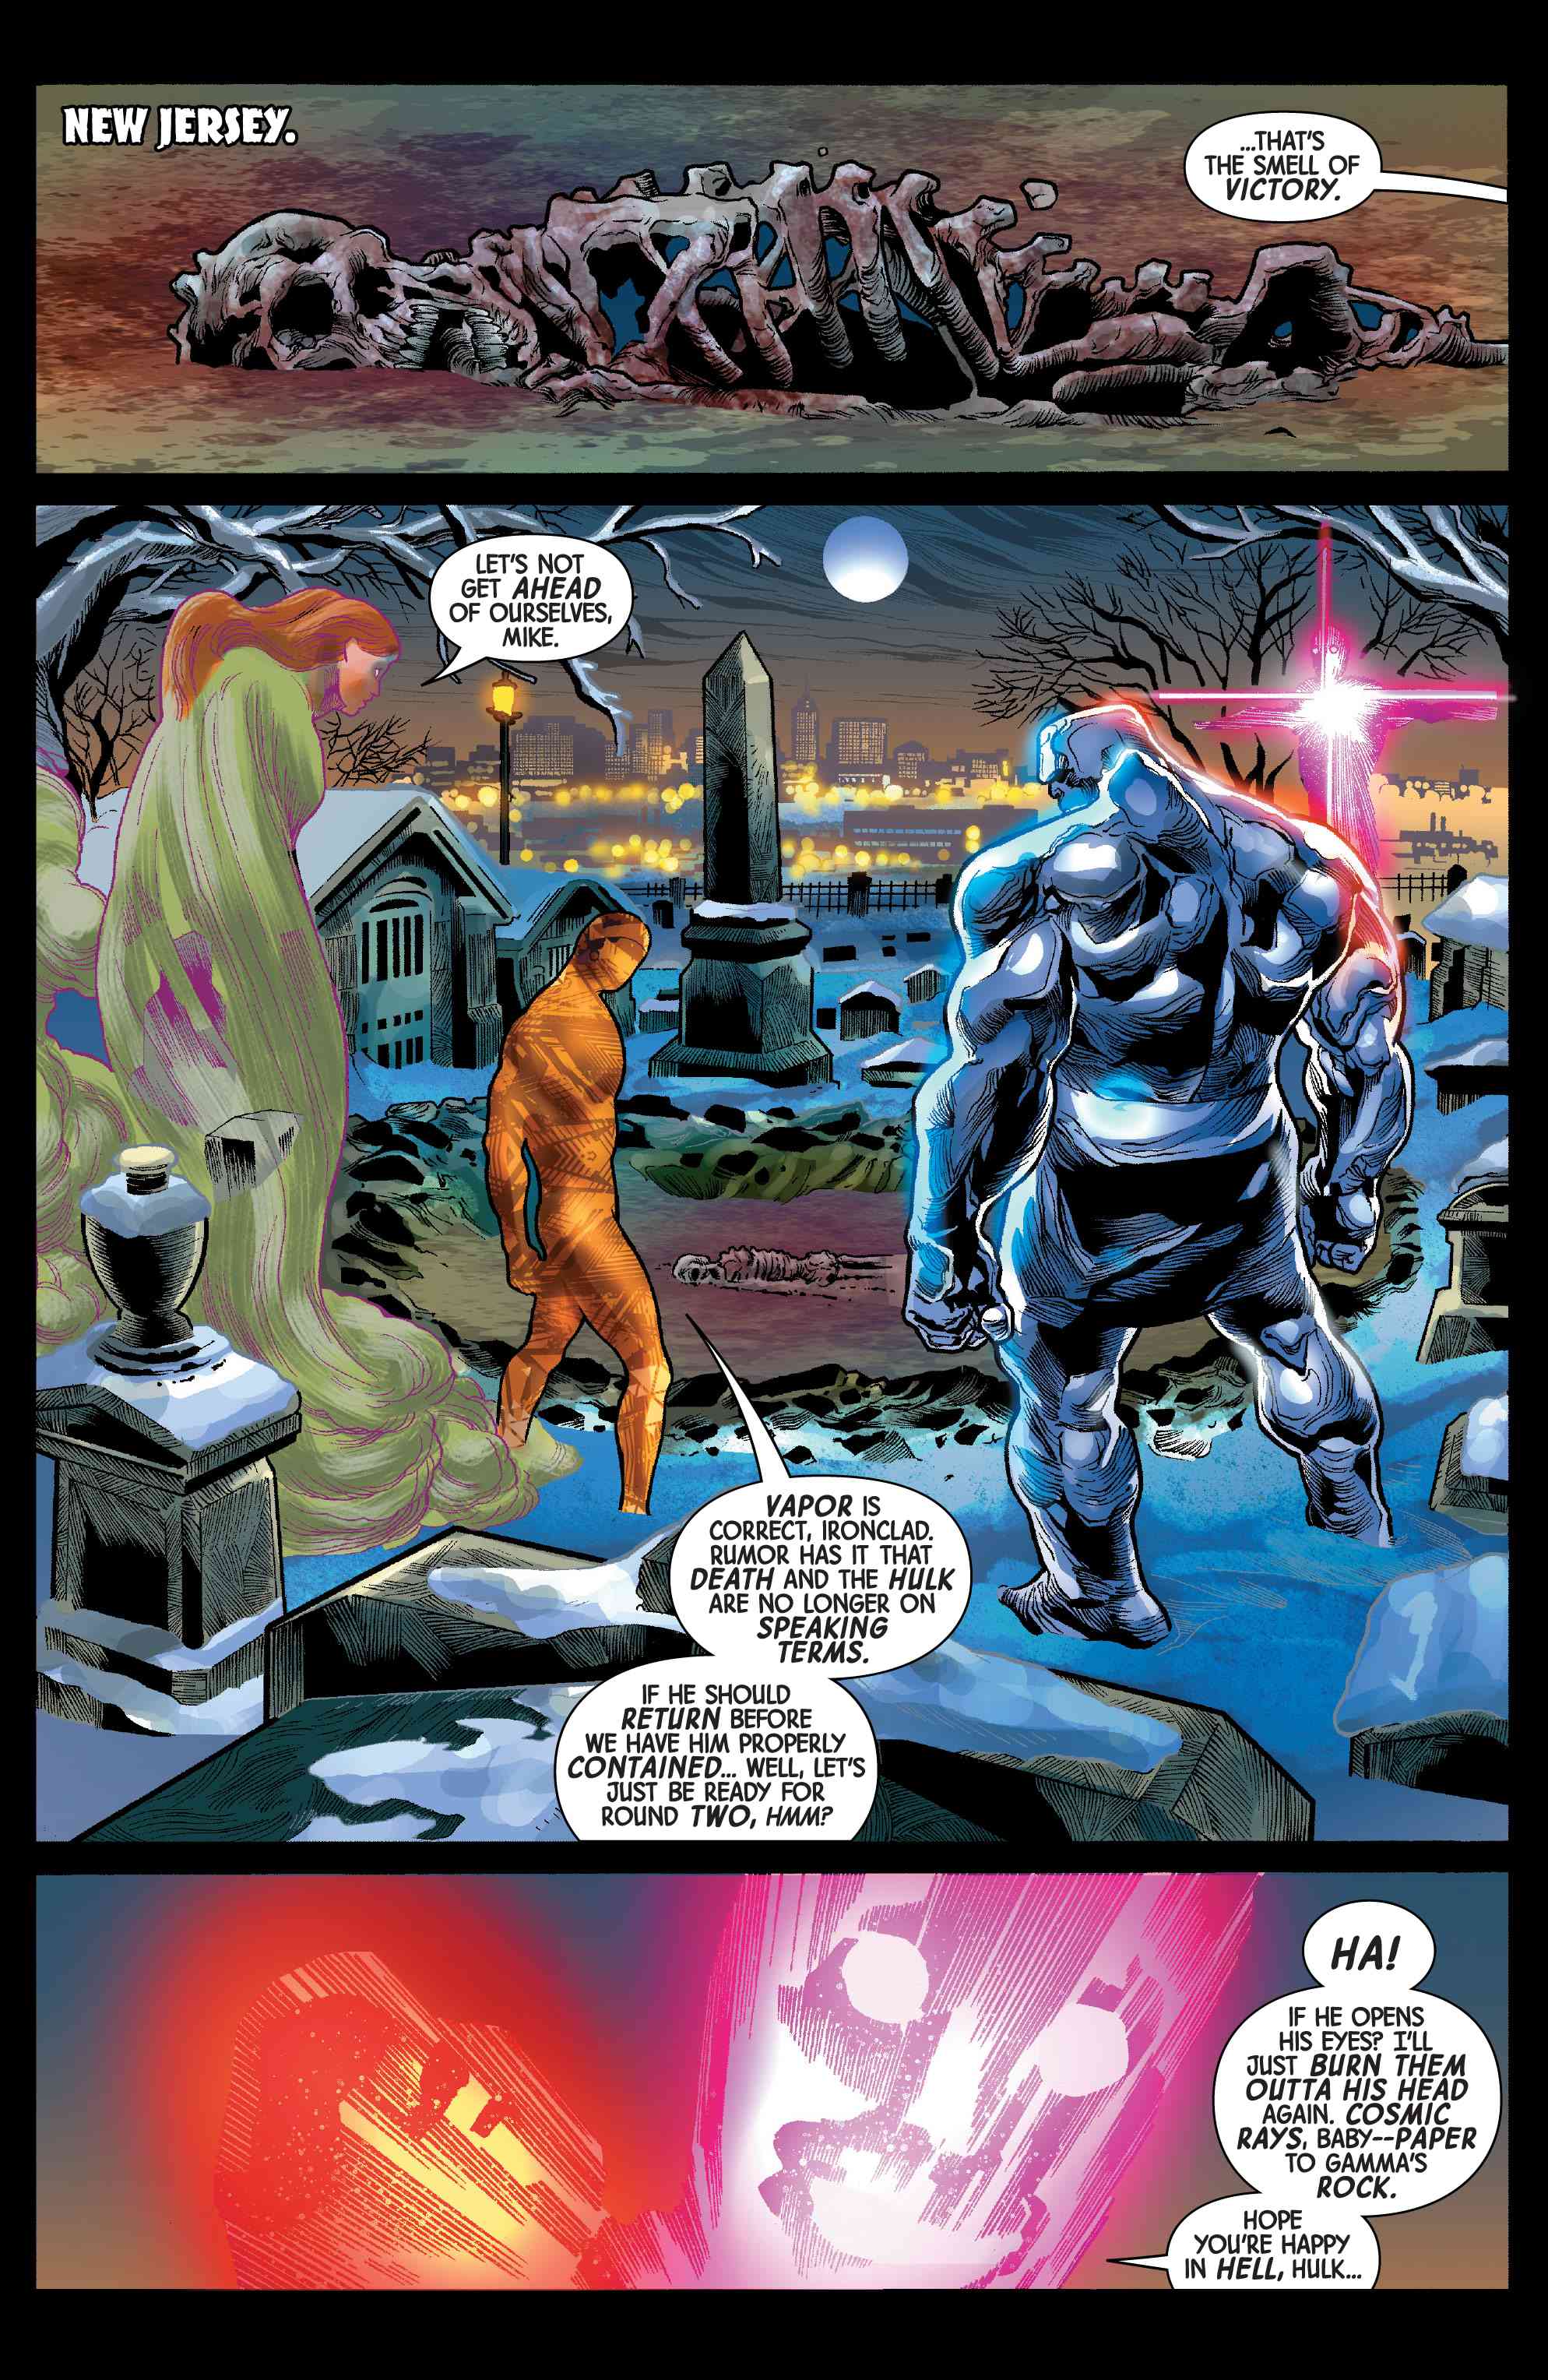 NEW JERSEY.
...THAT'S
THE SMELL OF
VICTORY.
LET'S NOT
GET AHEAD
OF OURSELVES,
MIKE.
VAPOR IS
CORRECT, IRONCLAD.
RUMOR HAS IT THAT
DEATH AND THE HULK
ARE NO LONGER ON
SPEAKING
TERMS.
IF HE SHOULD
RETURN BEFORE
WE HAVE HIM PROPERLY
CONTAINED... WELL, LET'S
JUST BE READY FOR
ROUND TWO, HMM?
HA!
IF HE OPENS
HIS EYES? I'LL
JUST BURN THEM
OUTTA HIS HEAD
AGAIN. COSMIC
RAYS, BABY--PAPER
TO GAMMA'S
ROCK.
HOPE
YOU'RE HAPPY
IN HELL, HULK...